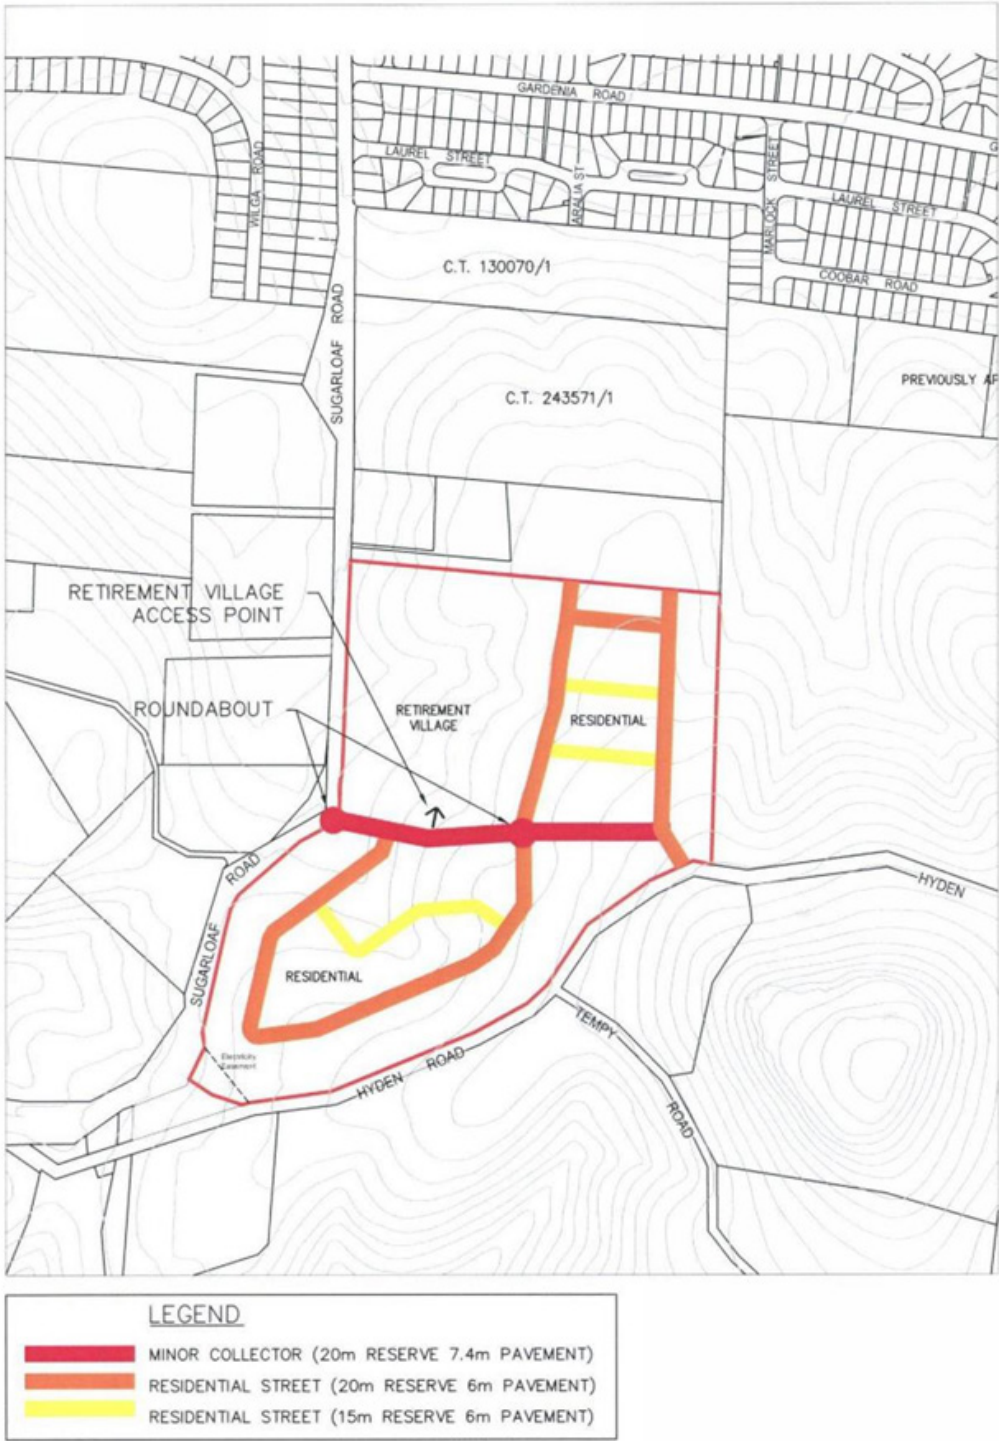 GARDENIA ROAD
LAUREL STREET
WILGA ROAD
ARALIA ST
MARLOCK STREET
LAUREL STREET
COOBAR ROAD
C.T. 130070/1
SUGARLOAF ROAD
C.T. 243571/1
PREVIOUSLY
RETIREMENT VILLAGE
ACCESS POINT
ROUNDABOUT
RETIREMENT
VILLAGE
RESIDENTIAL
SUGARLOAF ROAD
HYDEN
RESIDENTIAL
Electricity
Easement
HYDEN ROAD
TEMPY ROAD
LEGEND
MINOR COLLECTOR (20m RESERVE 7.4m PAVEMENT)
RESIDENTIAL STREET (20m RESERVE 6m PAVEMENT)
RESIDENTIAL STREET (15m RESERVE 6m PAVEMENT)